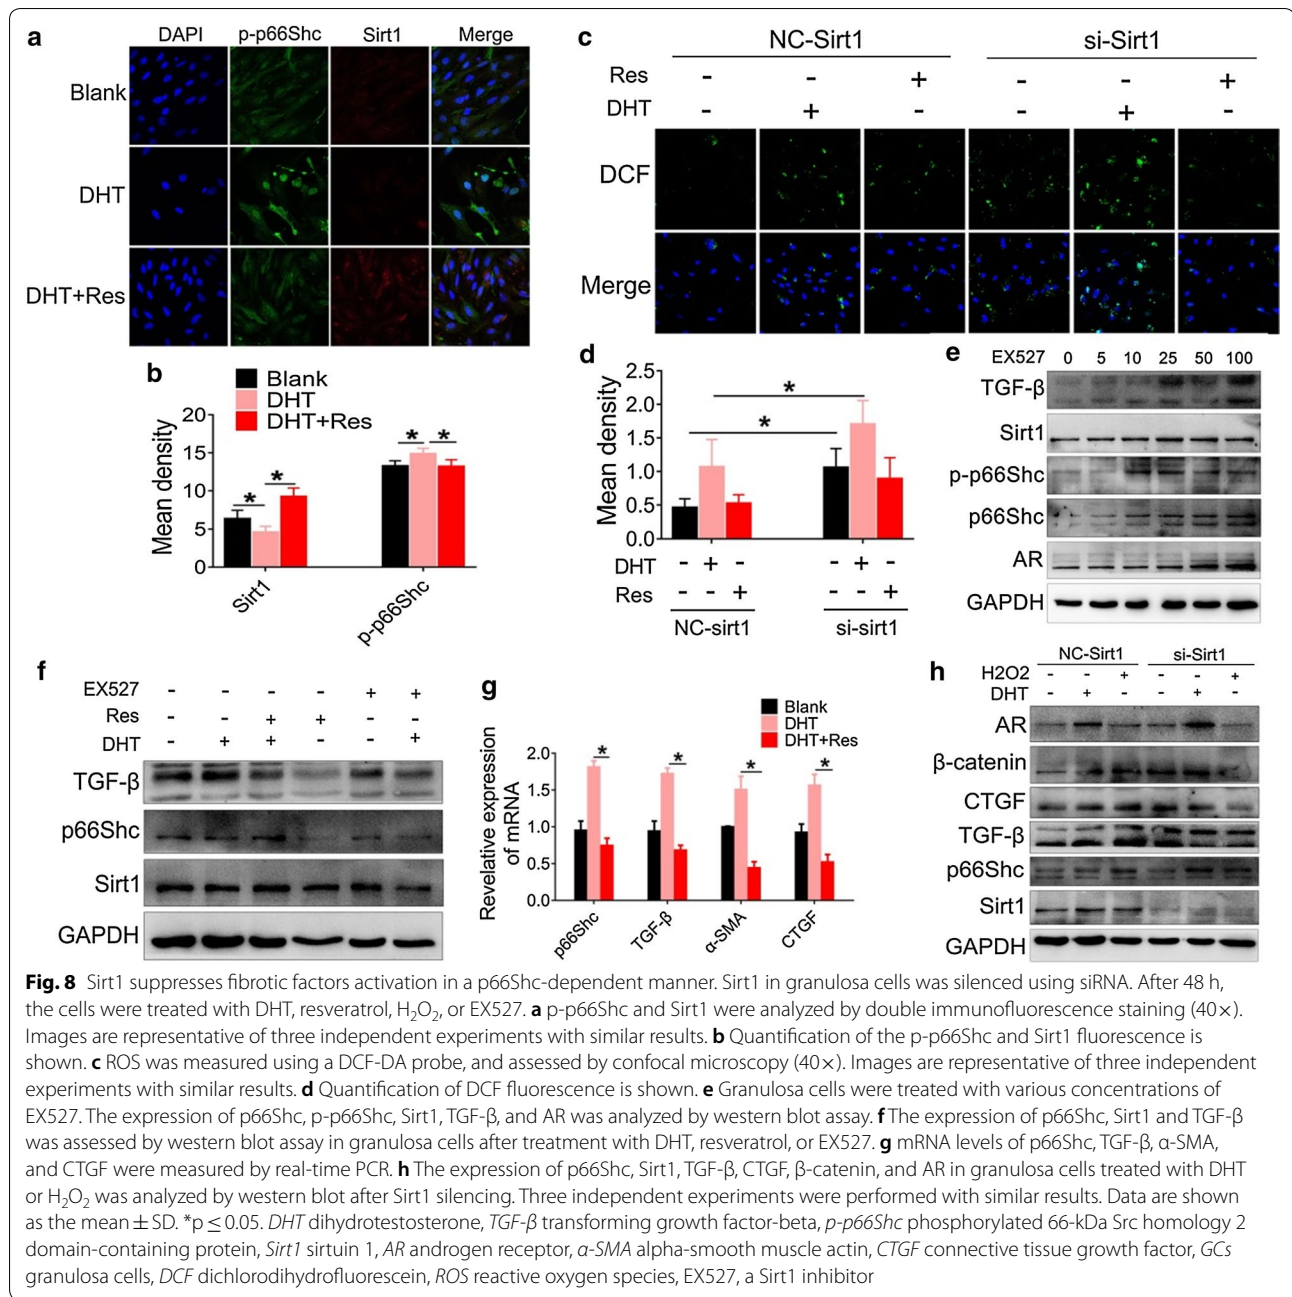 a
DAPI p-p66Shc Sirt1 Merge
Blank
DHT
DHT+Res
c
NC-Sirt1 si-Sirt1
Res - - + - - +
DHT - + - - + -
DCF
Merge
b
Blank
DHT
DHT+Res
Mean density
20
15
10
5
0
* * * *
Sirt1 p-p66Shc
d
Mean density
2.5
2.0
1.5
1.0
0.5
0.0
*
*
DHT - + - - + -
Res - - + - - +
NC-sirt1 si-sirt1
e
EX527 0 5 10 25 50 100
TGF-β
Sirt1
p-p66Shc
p66Shc
AR
GAPDH
f
EX527 - - - - + +
Res - - + + - -
DHT - + + - - +
TGF-β
p66Shc
Sirt1
GAPDH
g
Blank
DHT
DHT+Res
Revelative expression
of mRNA
2.0
1.5
1.0
0.5
0.0
* * * *
p66Shc TGF-β α-SMA CTGF
h
NC-Sirt1 si-Sirt1
H2O2 - - + - - +
DHT - + - - + -
AR
β-catenin
CTGF
TGF-β
p66Shc
Sirt1
GAPDH
Fig. 8 Sirt1 suppresses fibrotic factors activation in a p66Shc-dependent manner. Sirt1 in granulosa cells was silenced using siRNA. After 48 h,
the cells were treated with DHT, resveratrol, H₂O₂, or EX527. a p-p66Shc and Sirt1 were analyzed by double immunofluorescence staining (40×).
Images are representative of three independent experiments with similar results. b Quantification of the p-p66Shc and Sirt1 fluorescence is
shown. c ROS was measured using a DCF-DA probe, and assessed by confocal microscopy (40×). Images are representative of three independent
experiments with similar results. d Quantification of DCF fluorescence is shown. e Granulosa cells were treated with various concentrations of
EX527. The expression of p66Shc, p-p66Shc, Sirt1, TGF-β, and AR was analyzed by western blot assay. f The expression of p66Shc, Sirt1 and TGF-β
was assessed by western blot assay in granulosa cells after treatment with DHT, resveratrol, or EX527. g mRNA levels of p66Shc, TGF-β, α-SMA,
and CTGF were measured by real-time PCR. h The expression of p66Shc, Sirt1, TGF-β, CTGF, β-catenin, and AR in granulosa cells treated with DHT
or H₂O₂ was analyzed by western blot after Sirt1 silencing. Three independent experiments were performed with similar results. Data are shown
as the mean ± SD. *p ≤ 0.05. DHT dihydrotestosterone, TGF-β transforming growth factor-beta, p-p66Shc phosphorylated 66-kDa Src homology 2
domain-containing protein, Sirt1 sirtuin 1, AR androgen receptor, α-SMA alpha-smooth muscle actin, CTGF connective tissue growth factor, GCs
granulosa cells, DCF dichlorodihydrofluorescein, ROS reactive oxygen species, EX527, a Sirt1 inhibitor